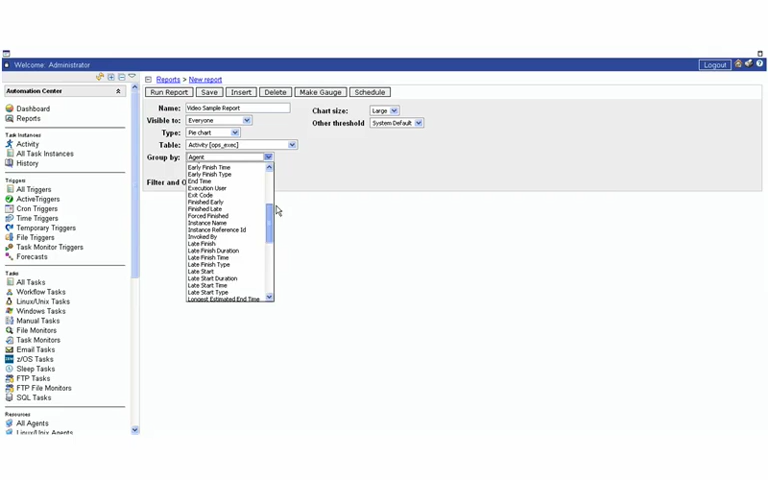 Welcome: Administrator
Logout
Automation Center
Reports > New report
Run Report
Save
Insert
Delete
Make Gauge
Schedule
Name:
Video Sample Report
Chart size:
Large
Visible to:
Everyone
Other threshold
System Default
Type:
Pie chart
Table:
Activity [ops_exec]
Group by:
Agent
Filter and O
Early Finish Time
Early Finish Type
End Time
Execution User
Exit Code
Finished Early
Finished Late
Forced Finished
Instance Name
Instance Reference Id
Invoked By
Late Finish
Late Finish Duration
Late Finish Time
Late Finish Type
Late Start
Late Start Duration
Late Start Time
Late Start Type
Longest Estimated End Time
Dashboard
Reports
Task Instances
Activity
All Task Instances
History
Triggers
All Triggers
ActiveTriggers
Cron Triggers
Time Triggers
Temporary Triggers
File Triggers
Task Monitor Triggers
Forecasts
Tasks
All Tasks
Workflow Tasks
Linux/Unix Tasks
Windows Tasks
Manual Tasks
File Monitors
Task Monitors
Email Tasks
z/OS Tasks
Sleep Tasks
FTP Tasks
FTP File Monitors
SQL Tasks
Resources
All Agents
Linux/Unix Agents